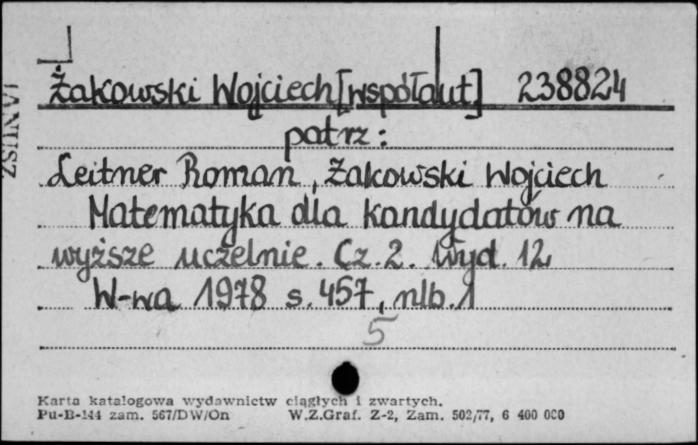 Żakowski Wojciech [współaut] 238824
patrz:
Leitner Roman, Żakowski Wojciech
Matematyka dla kandydatów na
wyższe uczelnie. Cz. 2. Wyd. 12
W-wa 1978 s. 457, nlb. 1
5
Karta katalogowa wydawnictw ciągłych i zwartych.
Pu-B-144 zam. 567/DW/On W.Z.Graf. Z-2, Zam. 502/77, 6 400 000